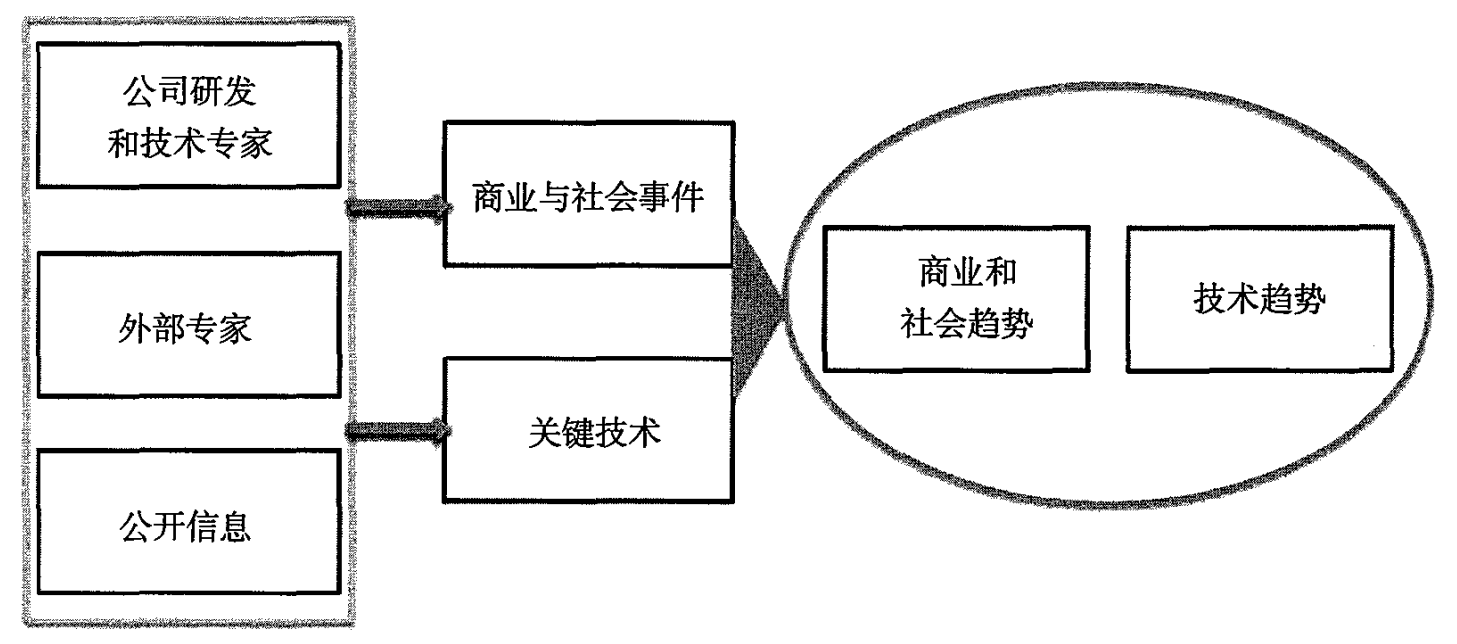 公司研发
和技术专家
外部专家
公开信息
商业与社会事件
关键技术
商业和
社会趋势
技术趋势